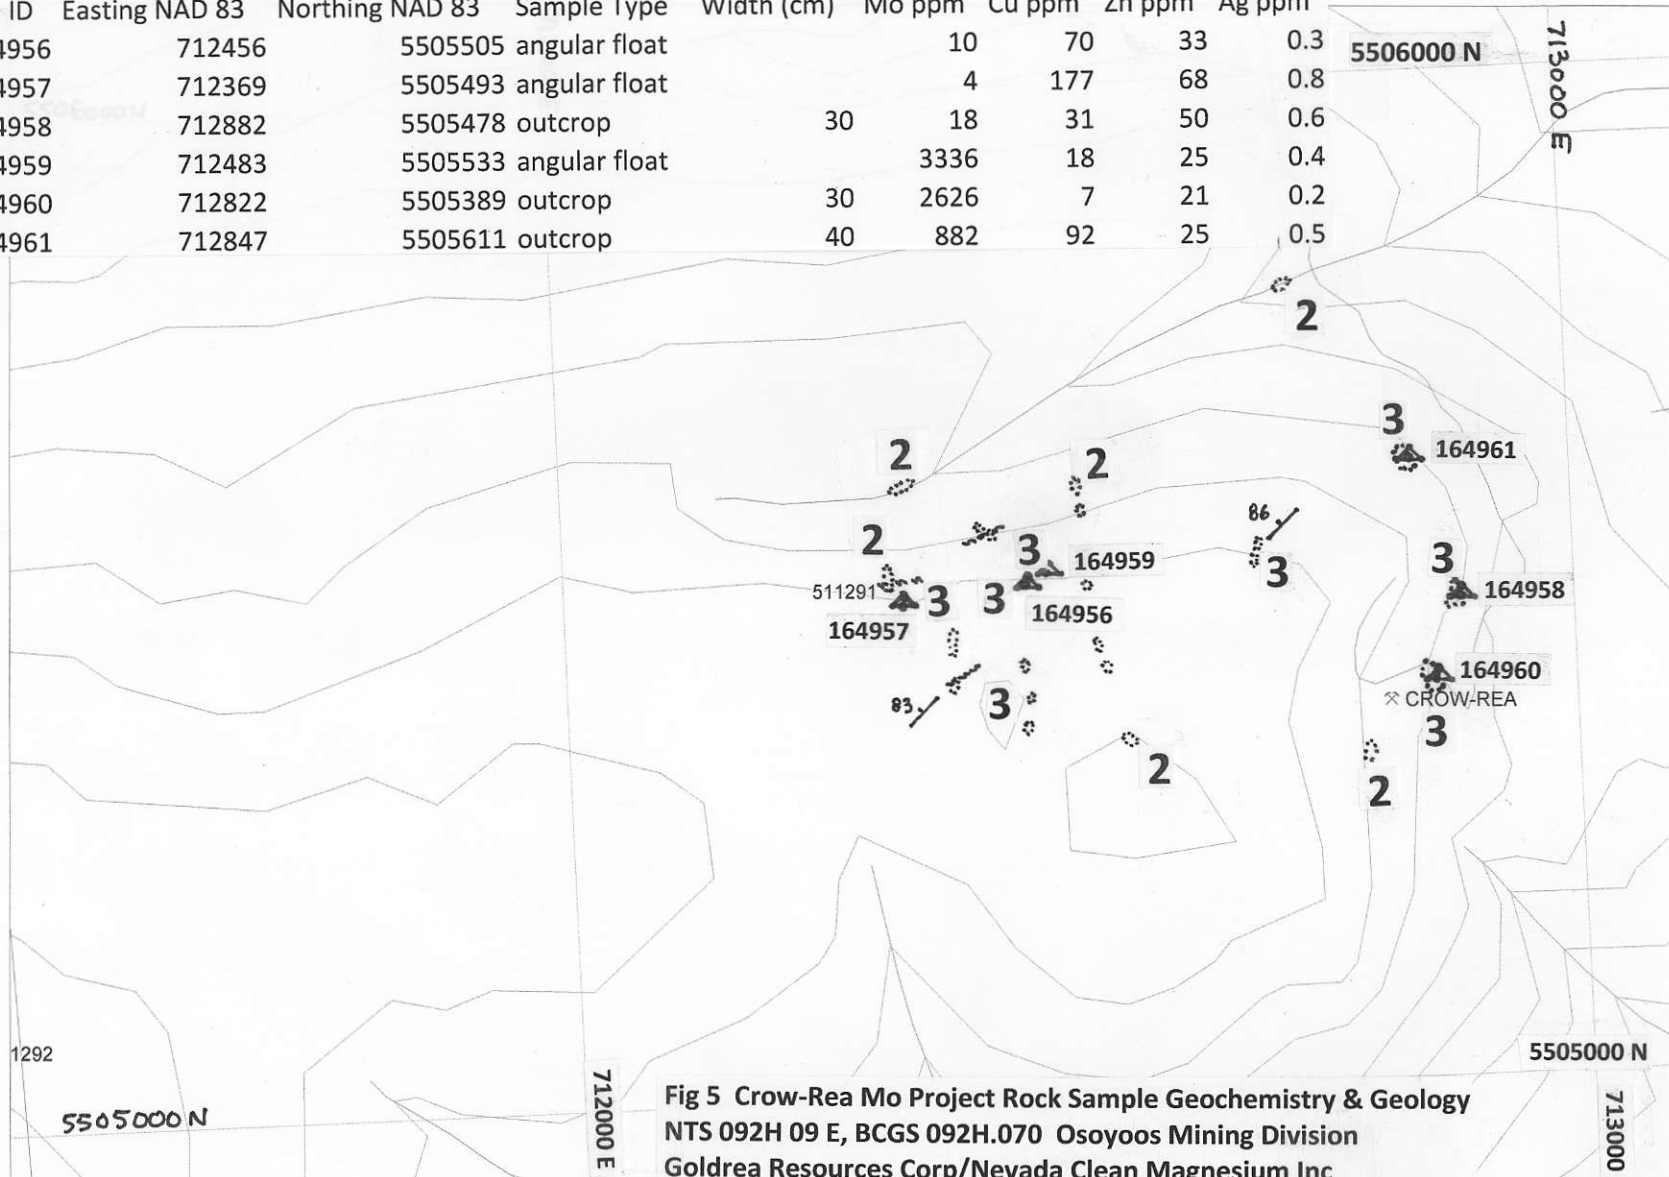 ID Easting NAD 83 Northing NAD 83 Sample Type Width (cm) Mo ppm Cu ppm Zn ppm Ag ppm
4956 712456 5505505 angular float 10 70 33 0.3
4957 712369 5505493 angular float 4 177 68 0.8
4958 712882 5505478 outcrop 30 18 31 50 0.6
4959 712483 5505533 angular float 3336 18 25 0.4
4960 712822 5505389 outcrop 30 2626 7 21 0.2
4961 712847 5505611 outcrop 40 882 92 25 0.5
5506000 N
713000 E
5506000N
2
3
164961
2
2
86
2
3
164959
3
3
164958
511291
3
3
164956
164957
164960
83
3
CROW-REA
3
2
2
1292
5505000 N
5505000 N
712000 E
713000
Fig 5 Crow-Rea Mo Project Rock Sample Geochemistry & Geology
NTS 092H 09 E, BCGS 092H.070 Osoyoos Mining Division
Goldrea Resources Corp/Nevada Clean Magnesium Inc